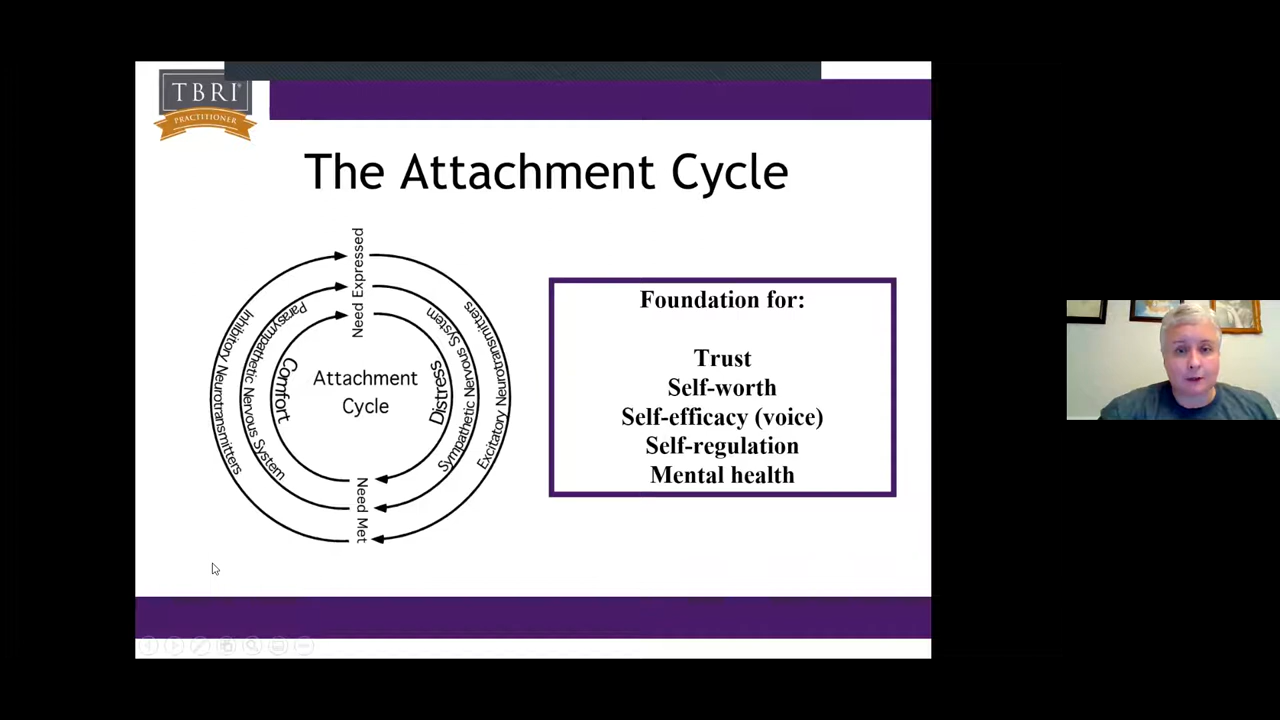 TBRI®
PRACTITIONER
The Attachment Cycle
Need Expressed
Inhibitory Neurotransmitters
Parasympathetic Nervous System
Comfort
Attachment
Cycle
Distress
Sympathetic Nervous System
Excitatory Neurotransmitters
Need Met
Foundation for:
Trust
Self-worth
Self-efficacy (voice)
Self-regulation
Mental health